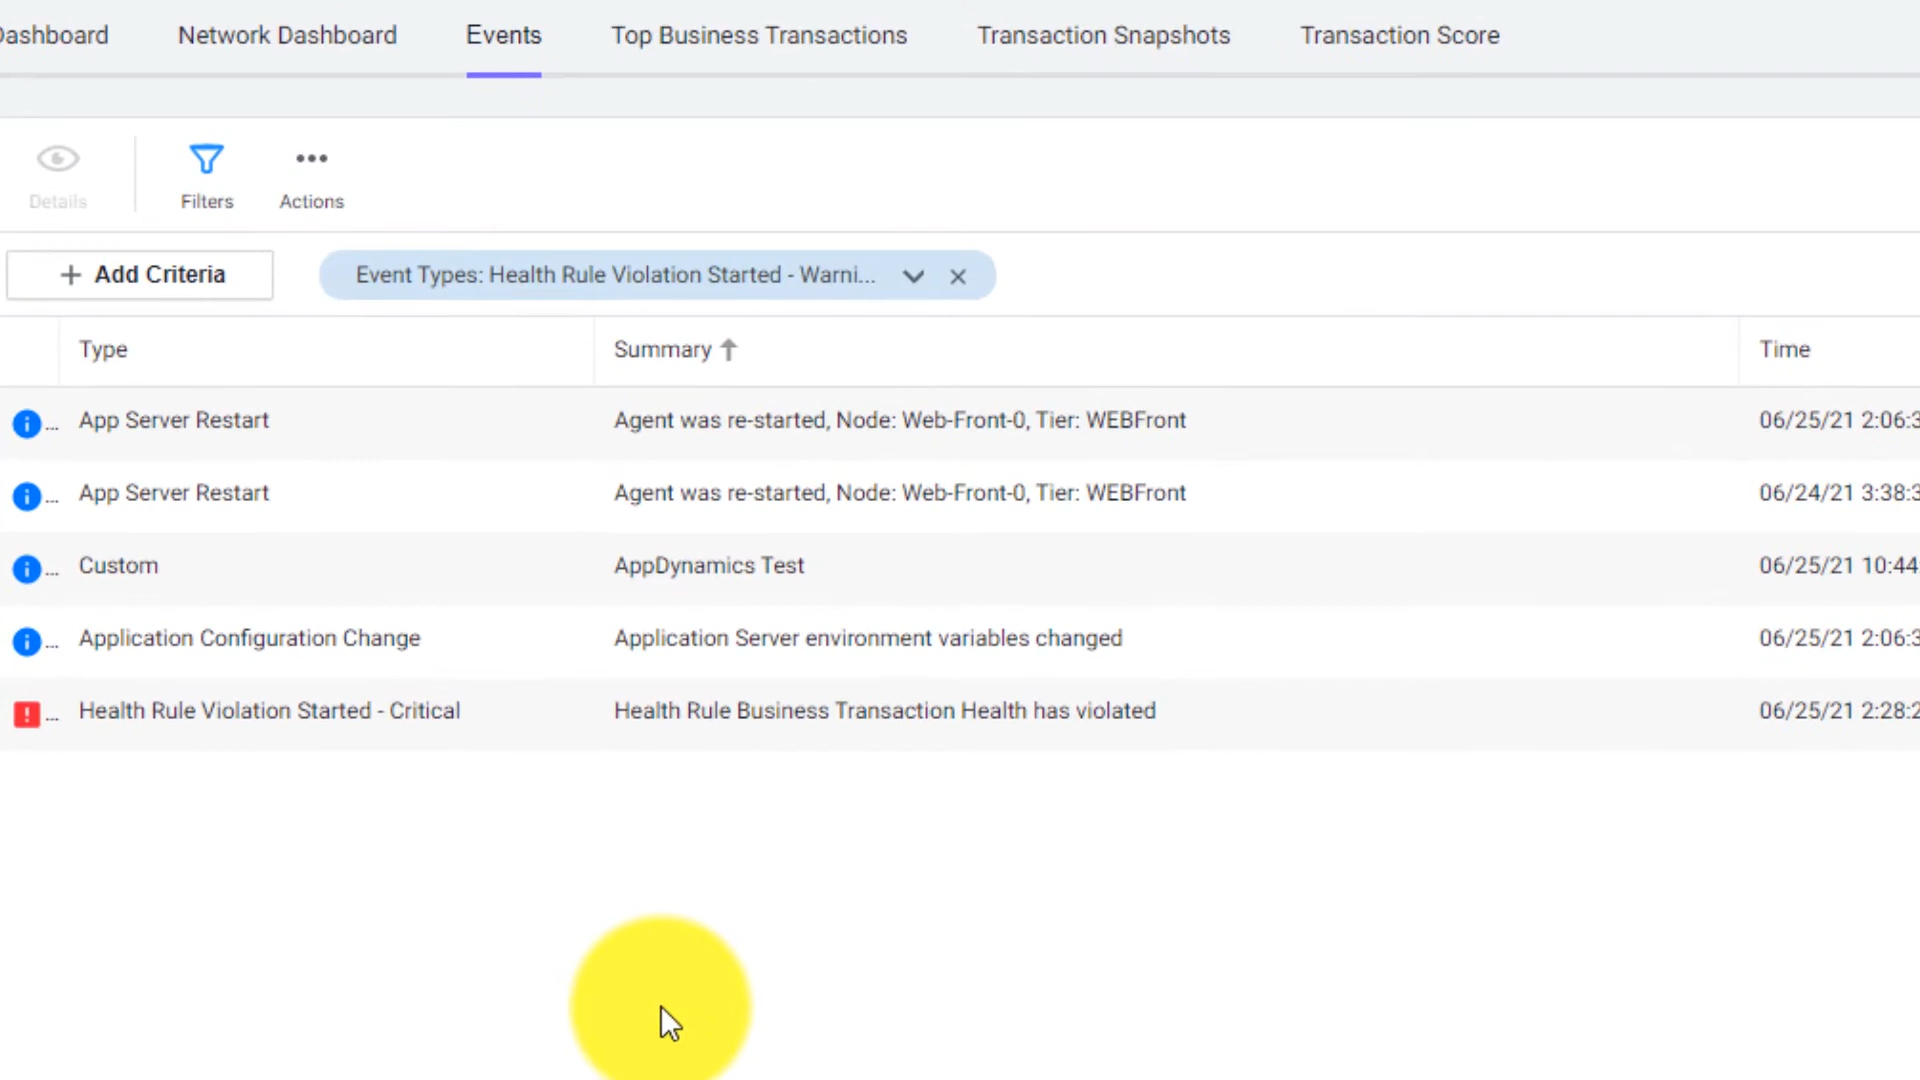 Dashboard Network Dashboard Events Top Business Transactions Transaction Snapshots Transaction Score
Details Filters Actions
+ Add Criteria Event Types: Health Rule Violation Started - Warni...
Type Summary Time
... App Server Restart Agent was re-started, Node: Web-Front-0, Tier: WEBFront 06/25/21 2:06:3
... App Server Restart Agent was re-started, Node: Web-Front-0, Tier: WEBFront 06/24/21 3:38:3
... Custom AppDynamics Test 06/25/21 10:44:
... Application Configuration Change Application Server environment variables changed 06/25/21 2:06:3
... Health Rule Violation Started - Critical Health Rule Business Transaction Health has violated 06/25/21 2:28:2